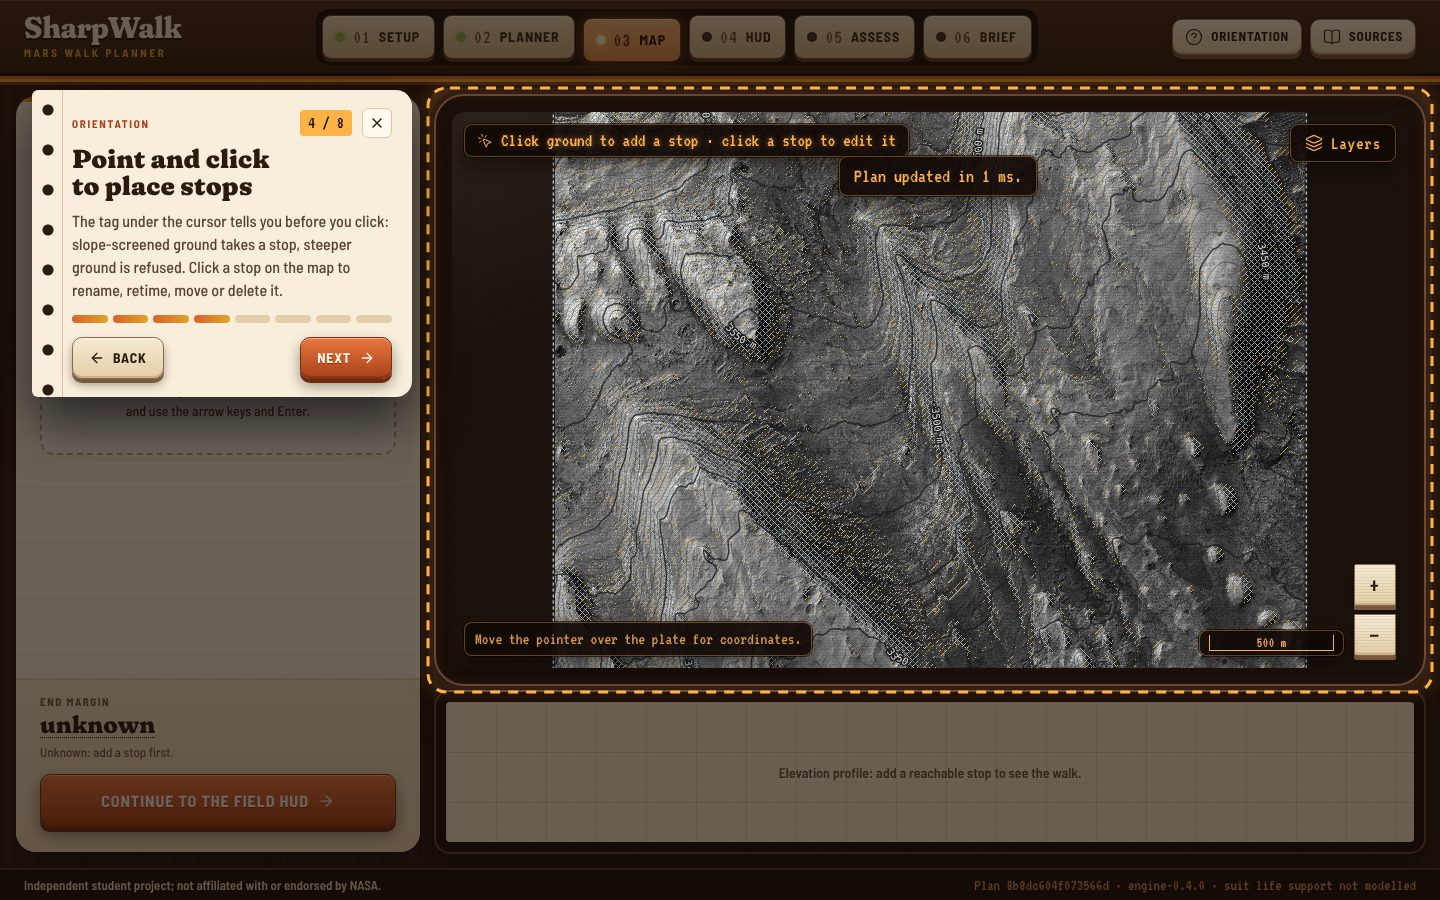 SharpWalk
MARS WALK PLANNER
01 SETUP
02 PLANNER
03 MAP
04 HUD
05 ASSESS
06 BRIEF
ORIENTATION
SOURCES
ORIENTATION
4 / 8
Point and click
to place stops
The tag under the cursor tells you before you click:
slope-screened ground takes a stop, steeper
ground is refused. Click a stop on the map to
rename, retime, move or delete it.
BACK
NEXT
and use the arrow keys and Enter.
END MARGIN
unknown
Unknown: add a stop first.
CONTINUE TO THE FIELD HUD
Click ground to add a stop · click a stop to edit it
Layers
Plan updated in 1 ms.
-3500 m
Move the pointer over the plate for coordinates.
500 m
+
−
Elevation profile: add a reachable stop to see the walk.
Independent student project; not affiliated with or endorsed by NASA.
Plan 8b8dc604f073566d · engine-0.4.0 · suit life support not modelled